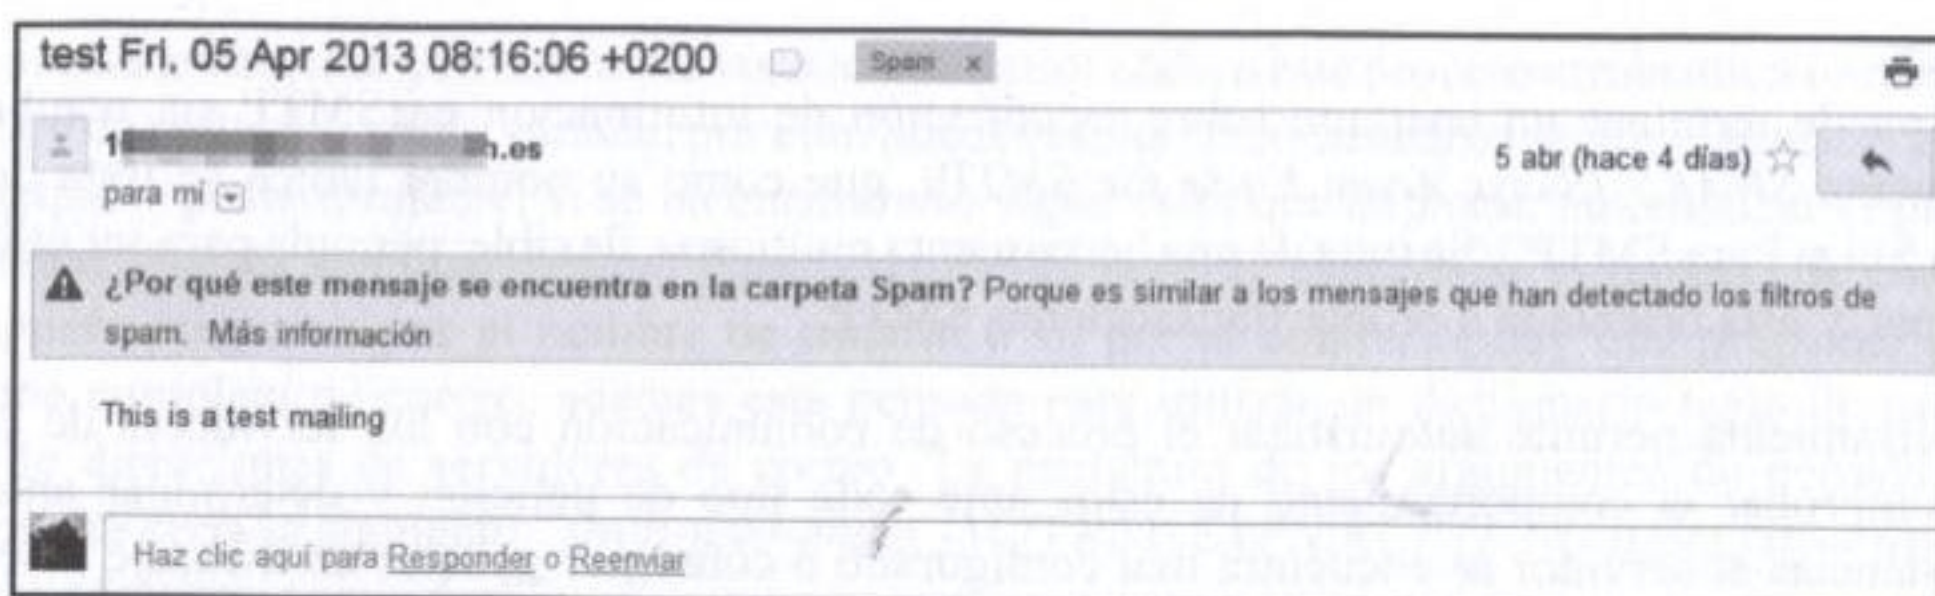 test Fri, 05 Apr 2013 08:16:06 +0200 Spam x
1 h.es 5 abr (hace 4 días)
para mí
¿Por qué este mensaje se encuentra en la carpeta Spam? Porque es similar a los mensajes que han detectado los filtros de
spam. Más información
This is a test mailing
Haz clic aquí para Responder o Reenviar